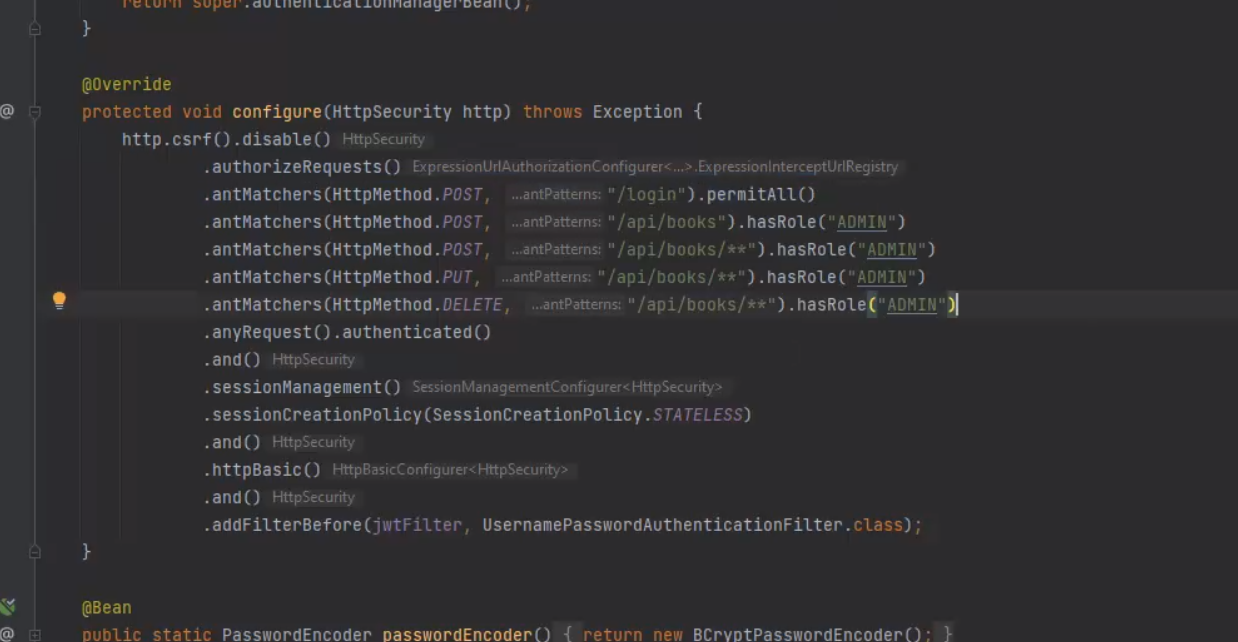 return super.authenticationManagerBean();
}
@Override
protected void configure(HttpSecurity http) throws Exception {
http.csrf().disable() HttpSecurity
.authorizeRequests() ExpressionUrlAuthorizationConfigurer<...>.ExpressionInterceptUrlRegistry
.antMatchers(HttpMethod.POST, ...antPatterns: "/login").permitAll()
.antMatchers(HttpMethod.POST, ...antPatterns: "/api/books").hasRole("ADMIN")
.antMatchers(HttpMethod.POST, ...antPatterns: "/api/books/**").hasRole("ADMIN")
.antMatchers(HttpMethod.PUT, ...antPatterns: "/api/books/**").hasRole("ADMIN")
.antMatchers(HttpMethod.DELETE, ...antPatterns: "/api/books/**").hasRole("ADMIN")
.anyRequest().authenticated()
.and() HttpSecurity
.sessionManagement() SessionManagementConfigurer<HttpSecurity>
.sessionCreationPolicy(SessionCreationPolicy.STATELESS)
.and() HttpSecurity
.httpBasic() HttpBasicConfigurer<HttpSecurity>
.and() HttpSecurity
.addFilterBefore(jwtFilter, UsernamePasswordAuthenticationFilter.class);
}
@Bean
public static PasswordEncoder passwordEncoder() { return new BCryptPasswordEncoder(); }